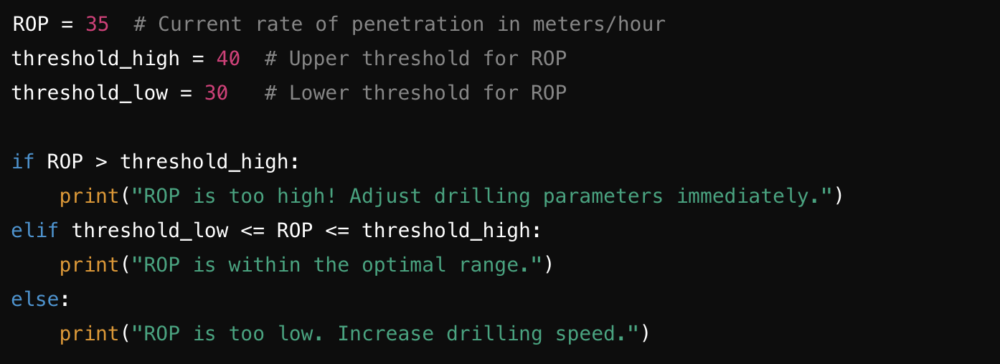 ROP = 35  # Current rate of penetration in meters/hour
threshold_high = 40  # Upper threshold for ROP
threshold_low = 30   # Lower threshold for ROP

if ROP > threshold_high:
    print("ROP is too high! Adjust drilling parameters immediately.")
elif threshold_low <= ROP <= threshold_high:
    print("ROP is within the optimal range.")
else:
    print("ROP is too low. Increase drilling speed.")